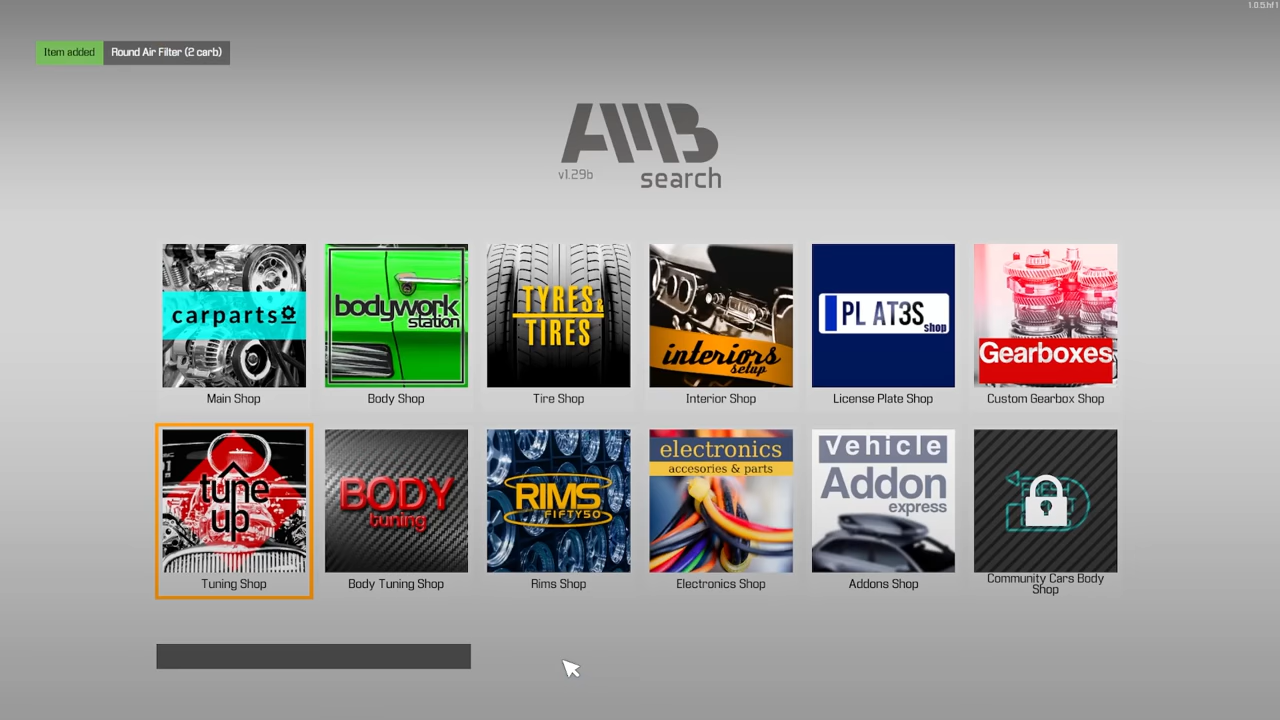 1.0.5.hf1
Item added Round Air Filter (2 carb)
AMB
v1.29b
search
carparts
Main Shop
bodywork
station
Body Shop
TYRES&
TIRES
Tire Shop
interiors
setup
Interior Shop
PL AT3S
shop
License Plate Shop
Gearboxes
Custom Gearbox Shop
tune
up
Tuning Shop
BODY
tuning
Body Tuning Shop
RIMS
FIFTY50
Rims Shop
electronics
accesories & parts
Electronics Shop
vehicle
Addon
express
Addons Shop
Community Cars Body
Shop